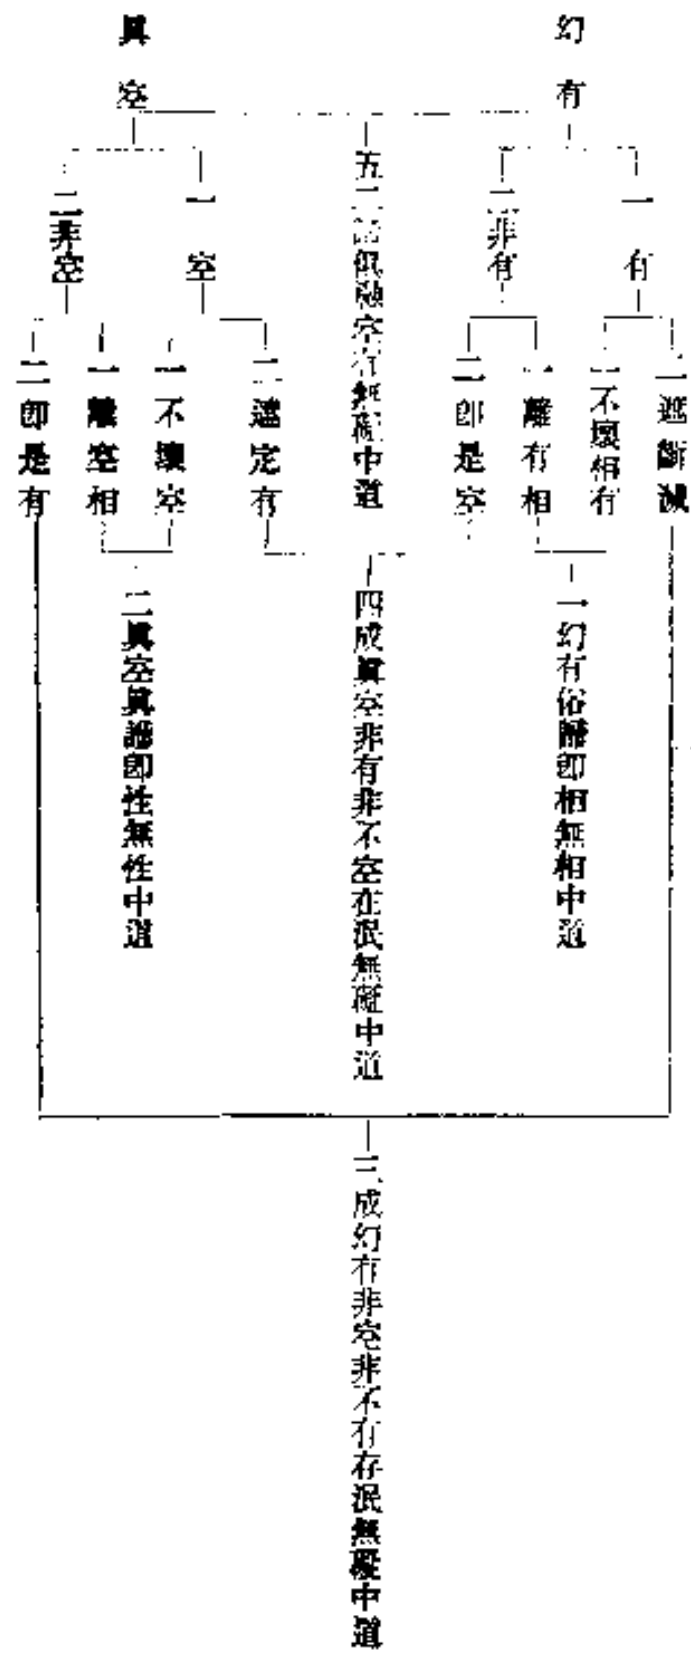 幻有
一有
二遮斷滅
一不壞相有
二非有
一離有相
二卽是空
一幻有俗諦卽相無相中道
五二諦俱融空有無礙中道
四成眞空非有非不空存泯無礙中道
三成幻有非空非不有存泯無礙中道
眞空
一空
二遮定有
一不壞空
二非空
一離空相
二卽是有
二眞空眞諦卽性無性中道